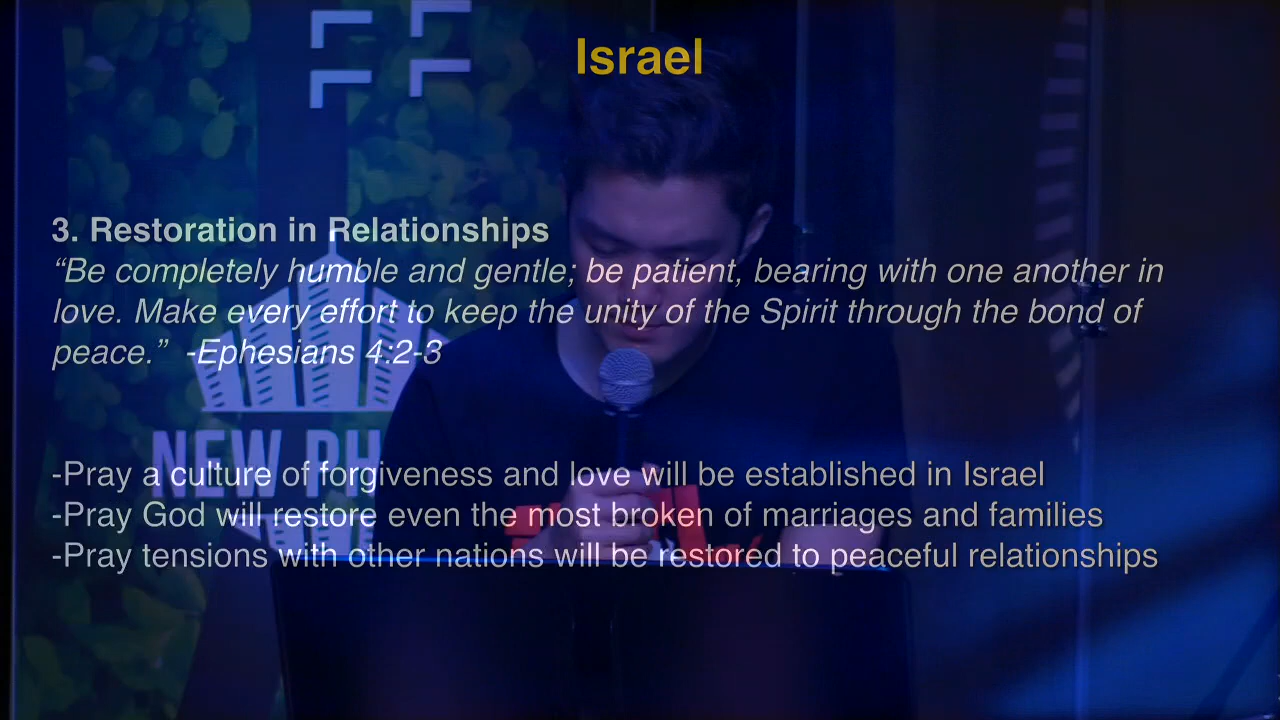 Israel
3. Restoration in Relationships
“Be completely humble and gentle; be patient, bearing with one another in
love. Make every effort to keep the unity of the Spirit through the bond of
peace.”  -Ephesians 4:2-3
NEW PH
-Pray a culture of forgiveness and love will be established in Israel
-Pray God will restore even the most broken of marriages and families
-Pray tensions with other nations will be restored to peaceful relationships